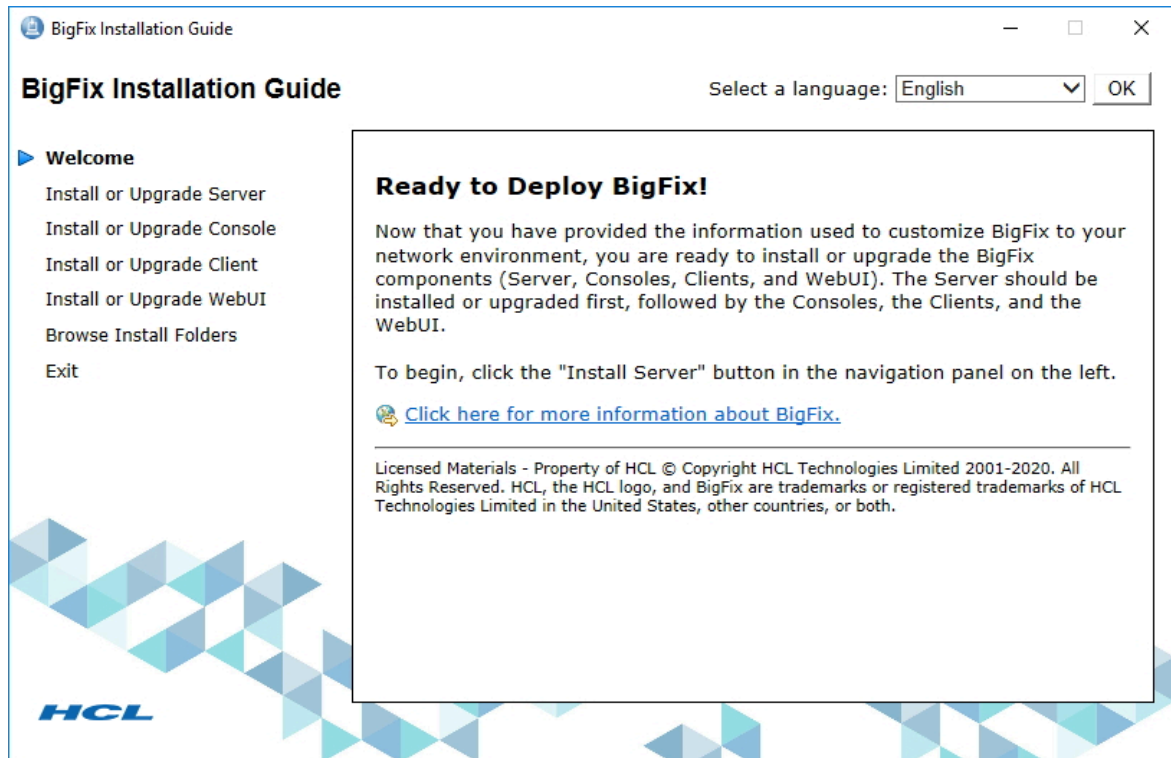 BigFix Installation Guide
BigFix Installation Guide
Select a language: English OK
Welcome
Install or Upgrade Server
Install or Upgrade Console
Install or Upgrade Client
Install or Upgrade WebUI
Browse Install Folders
Exit
Ready to Deploy BigFix!
Now that you have provided the information used to customize BigFix to your
network environment, you are ready to install or upgrade the BigFix
components (Server, Consoles, Clients, and WebUI). The Server should be
installed or upgraded first, followed by the Consoles, the Clients, and the
WebUI.
To begin, click the "Install Server" button in the navigation panel on the left.
Click here for more information about BigFix.
Licensed Materials - Property of HCL © Copyright HCL Technologies Limited 2001-2020. All
Rights Reserved. HCL, the HCL logo, and BigFix are trademarks or registered trademarks of HCL
Technologies Limited in the United States, other countries, or both.
HCL